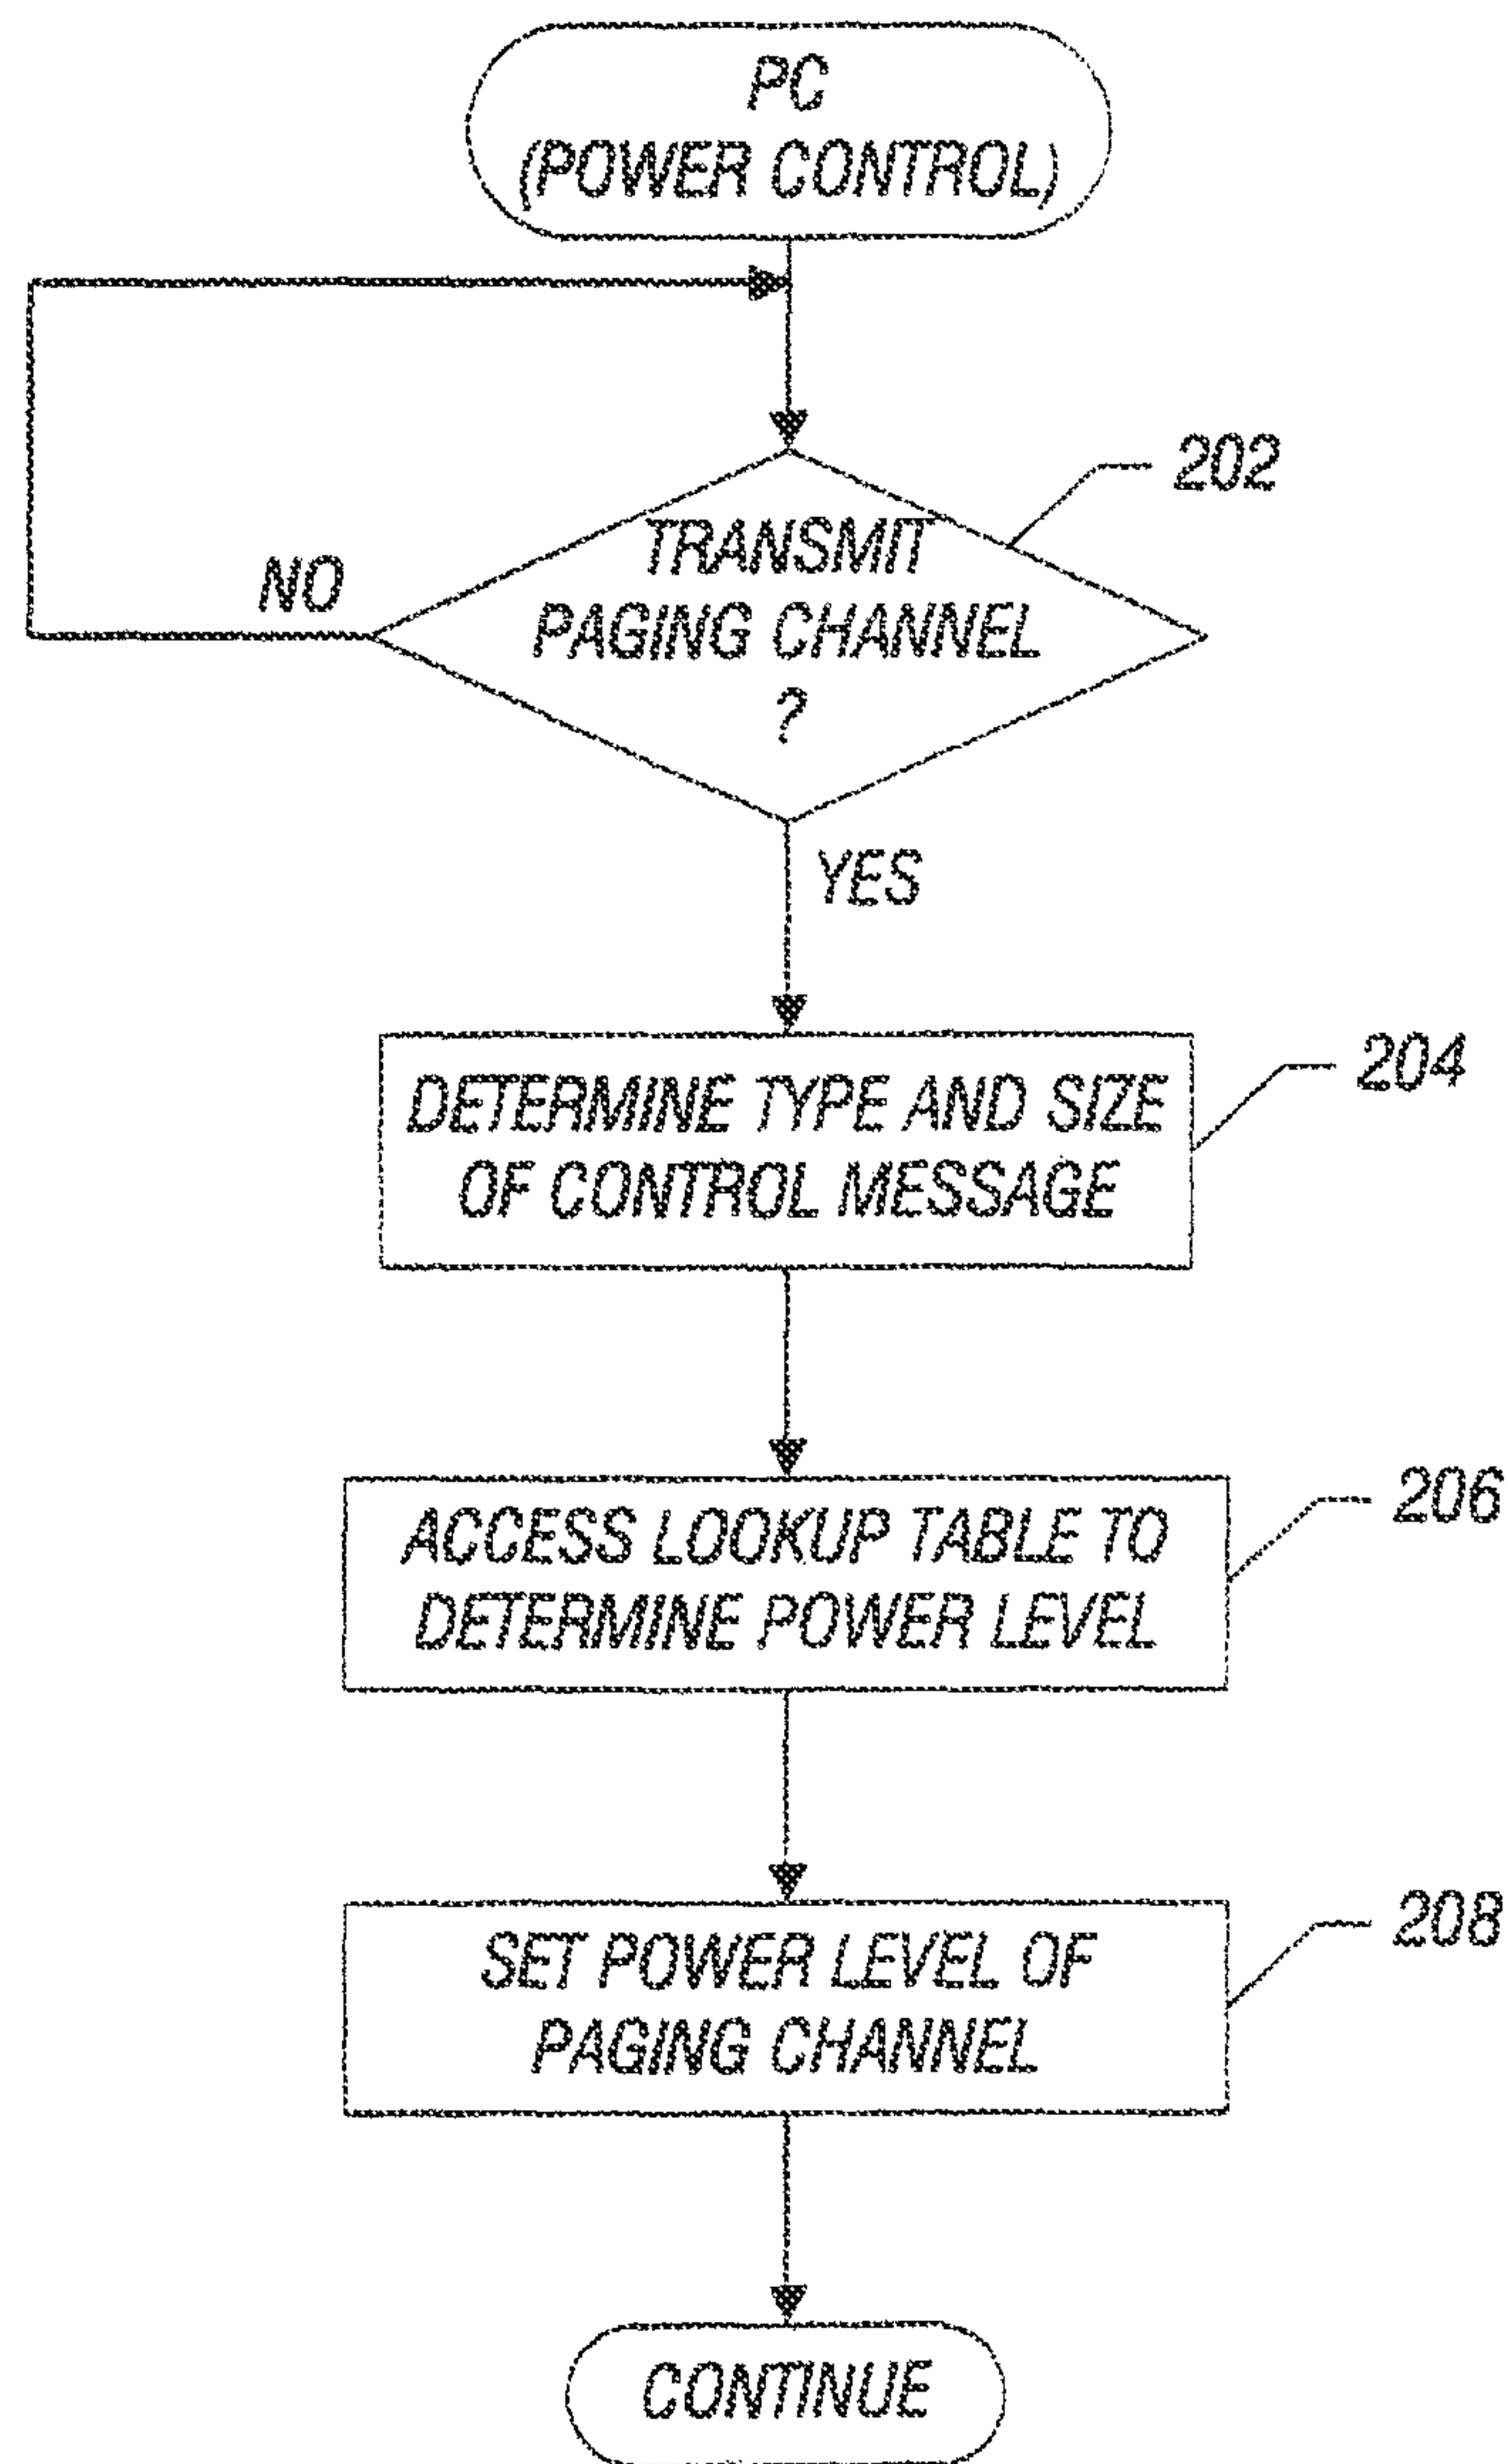 PC
(POWER CONTROL)
202
TRANSMIT
PAGING CHANNEL
?
NO
YES
204
DETERMINE TYPE AND SIZE
OF CONTROL MESSAGE
206
ACCESS LOOKUP TABLE TO
DETERMINE POWER LEVEL
208
SET POWER LEVEL OF
PAGING CHANNEL
CONTINUE